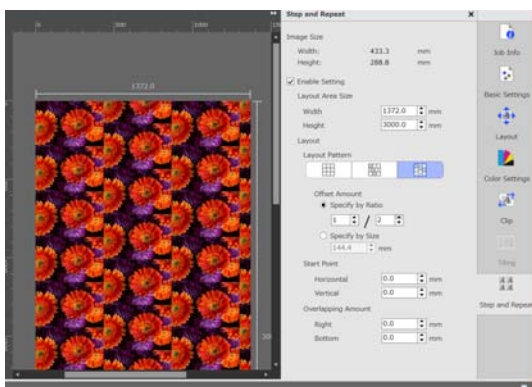 Step and Repeat
Image Size
Width: 433.3 mm
Height: 288.8 mm
Enable Setting
Layout Area Size
Width 1372.0 mm
Height 3000.0 mm
Layout
Layout Pattern
Offset Amount
Specify by Ratio
1 / 2
Specify by Size
144.4 mm
Start Point
Horizontal 0.0 mm
Vertical 0.0 mm
Overlapping Amount
Right 0.0 mm
Bottom 0.0 mm
Job Info
Basic Settings
Layout
Color Settings
Clip
Tiling
Step and Repeat
500
1000
1372.0